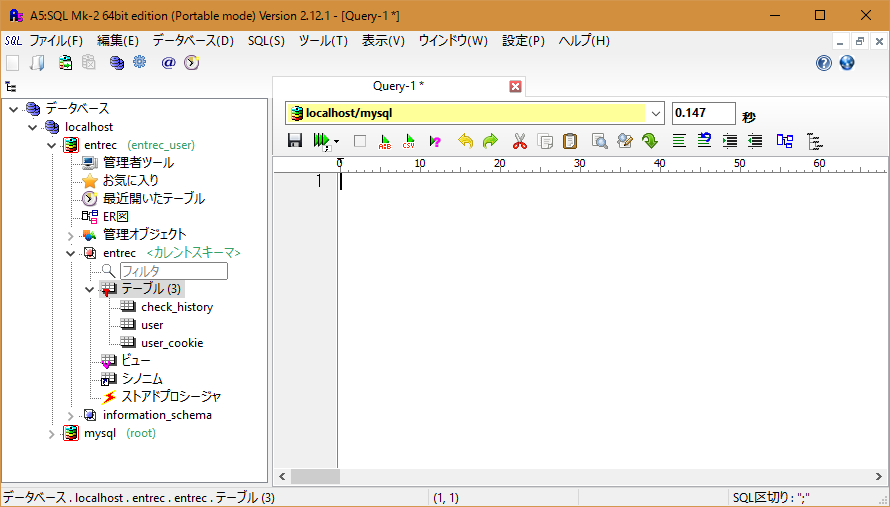 A5:SQL Mk-2 64bit edition (Portable mode) Version 2.12.1 - [Query-1 *]
SQL ファイル(F) 編集(E) データベース(D) SQL(S) ツール(T) 表示(V) ウインドウ(W) 設定(P) ヘルプ(H)
Query-1 *
データベース
localhost
entrec (entrec_user)
管理者ツール
お気に入り
最近開いたテーブル
ER図
管理オブジェクト
entrec <カレントスキーマ>
フィルタ
テーブル (3)
check_history
user
user_cookie
ビュー
シノニム
ストアドプロシージャ
information_schema
mysql (root)
localhost/mysql 0.147 秒
0 10 20 30 40 50 60
1
データベース . localhost . entrec . entrec . テーブル (3) (1, 1) SQL区切り : ";"